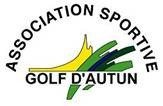 ASSOCIATION SPORTIVE
GOLF D'AUTUN